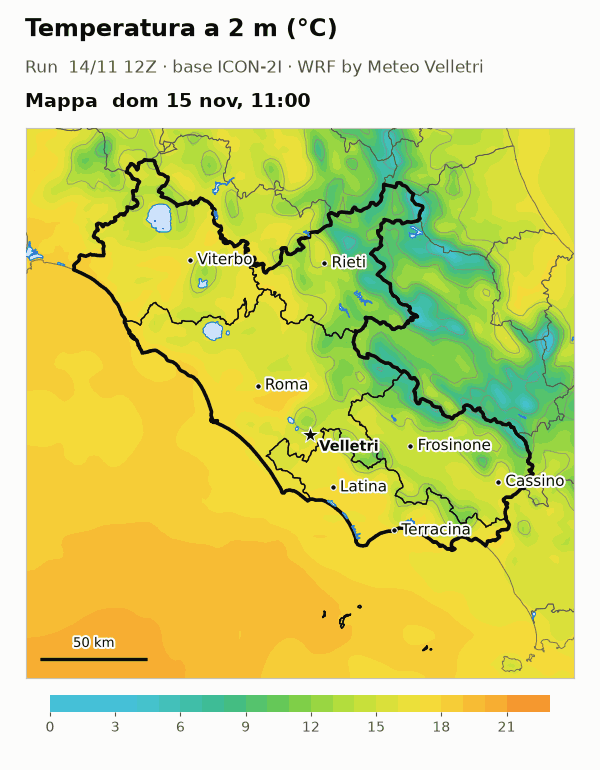 Temperatura a 2 m (°C)
Run 14/11 12Z · base ICON-2I · WRF by Meteo Velletri
Mappa dom 15 nov, 11:00
Viterbo
Rieti
Roma
Velletri
Frosinone
Latina
Cassino
Terracina
50 km
0 3 6 9 12 15 18 21